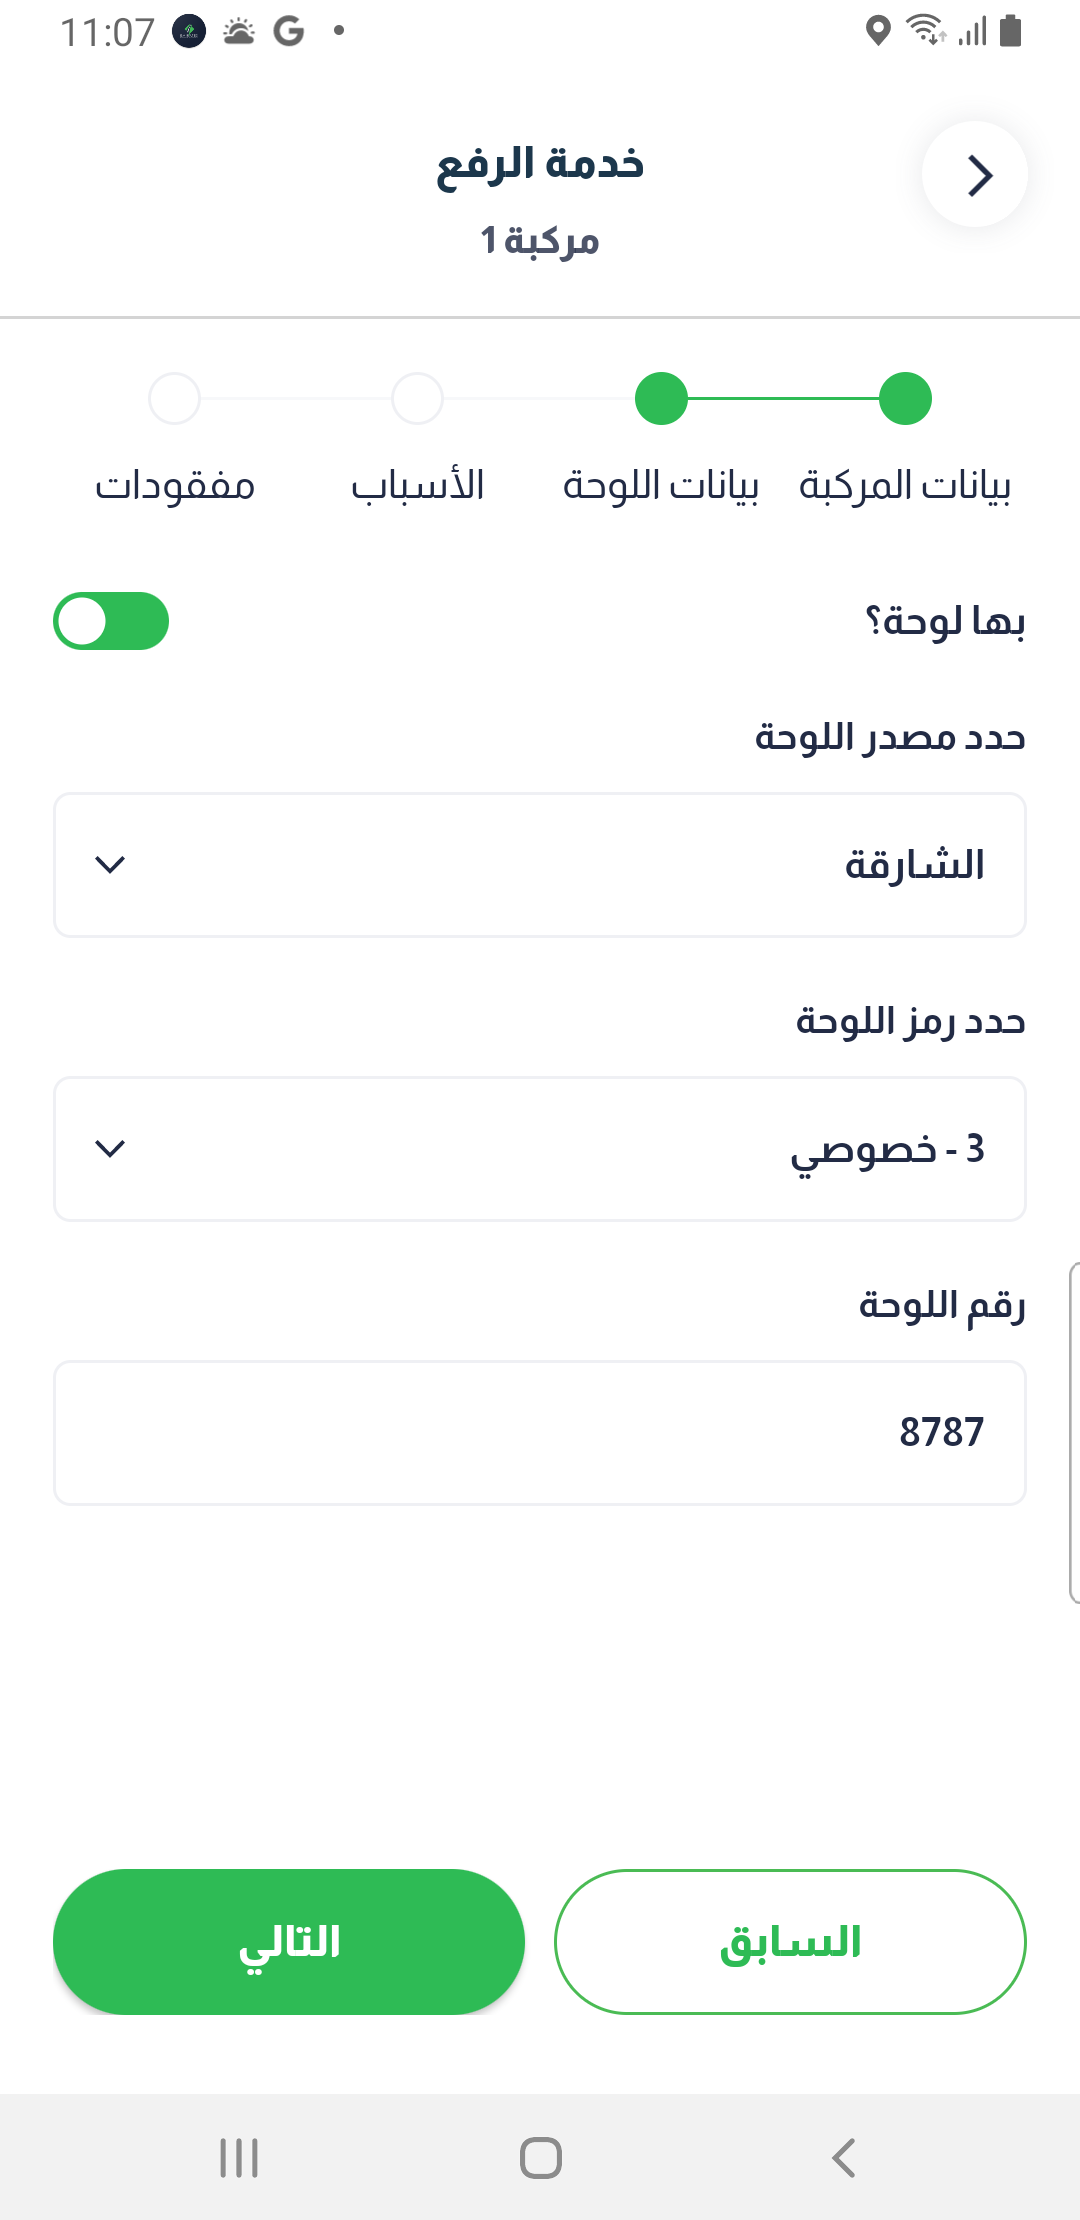 11:07
خدمة الرفع
مركبة 1
بيانات المركبة
بيانات اللوحة
الأسباب
مفقودات
بها لوحة؟
حدد مصدر اللوحة
الشارقة
حدد رمز اللوحة
3 - خصوصي
رقم اللوحة
8787
السابق
التالي